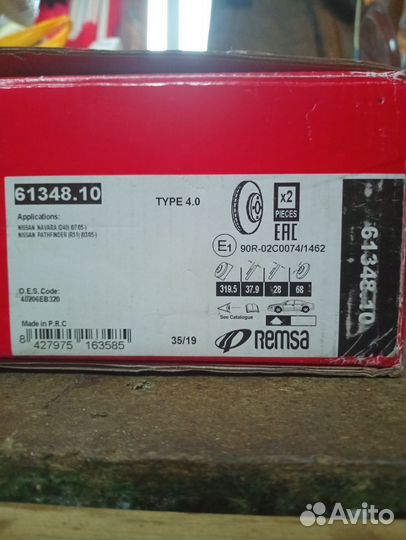 61348.10
TYPE 4.0
x2
PIECES
Applications:
NISSAN NAVARA (D40) (07.05-)
NISSAN PATHFINDER (R51) (03.05-)
EAC
E1 90R-02C0074/1462
319.5 37.9 28 68
O.E.S. Code:
40206EB320
See Catalogue
Made in P.R.C
8 427975 163585
35/19
REMSA
61348.10
Avito